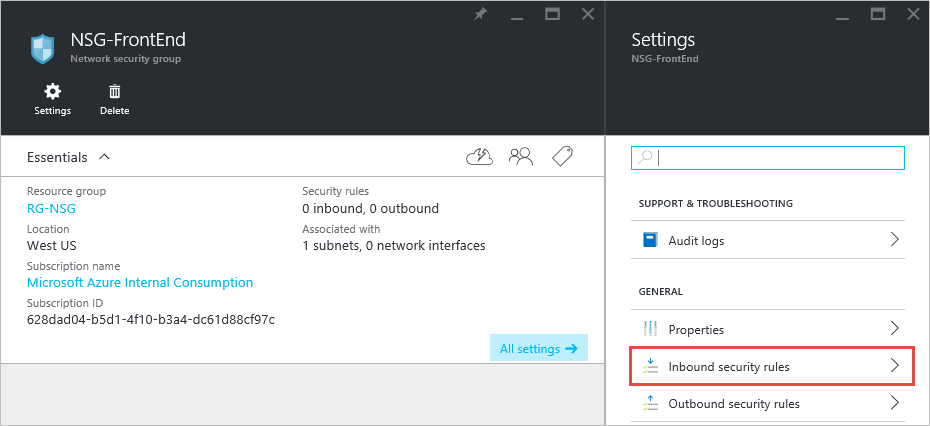 NSG-FrontEnd
Network security group
Settings
Delete
Essentials
Resource group
RG-NSG
Location
West US
Subscription name
Microsoft Azure Internal Consumption
Subscription ID
628dad04-b5d1-4f10-b3a4-dc61d88cf97c
Security rules
0 inbound, 0 outbound
Associated with
1 subnets, 0 network interfaces
All settings
Settings
NSG-FrontEnd
SUPPORT & TROUBLESHOOTING
Audit logs
GENERAL
Properties
Inbound security rules
Outbound security rules